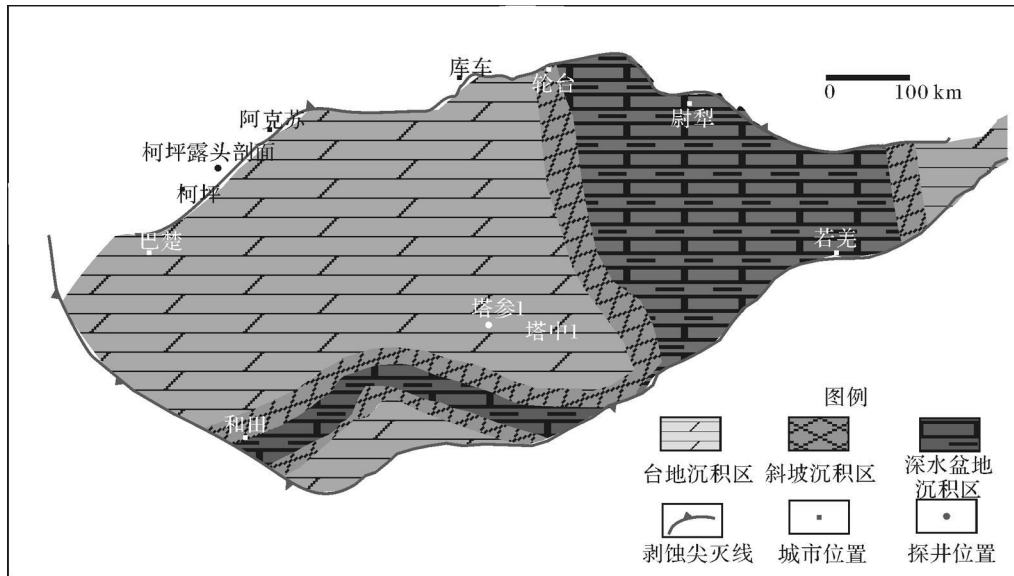 库车
轮台
0 100 km
尉犁
阿克苏
柯坪露头剖面
柯坪
巴楚
若羌
塔参1
塔中1
和田
图例
台地沉积区
斜坡沉积区
深水盆地
沉积区
剥蚀尖灭线
城市位置
探井位置